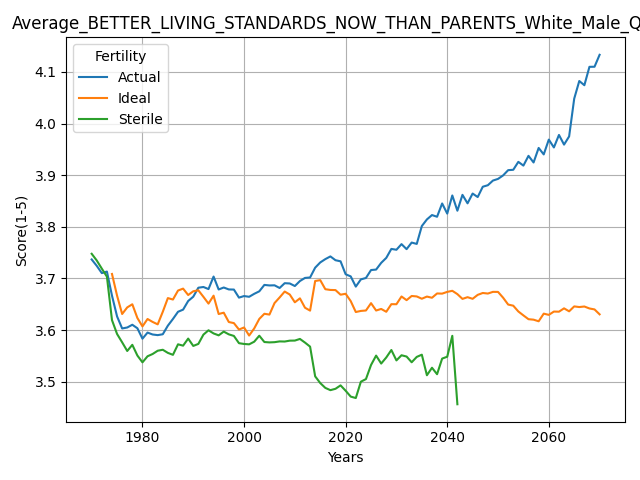 Average_BETTER_LIVING_STANDARDS_NOW_THAN_PARENTS_White_Male_Q
Fertility
Actual
Ideal
Sterile
Score(1-5)
4.1
4.0
3.9
3.8
3.7
3.6
3.5
1980 2000 2020 2040 2060
Years